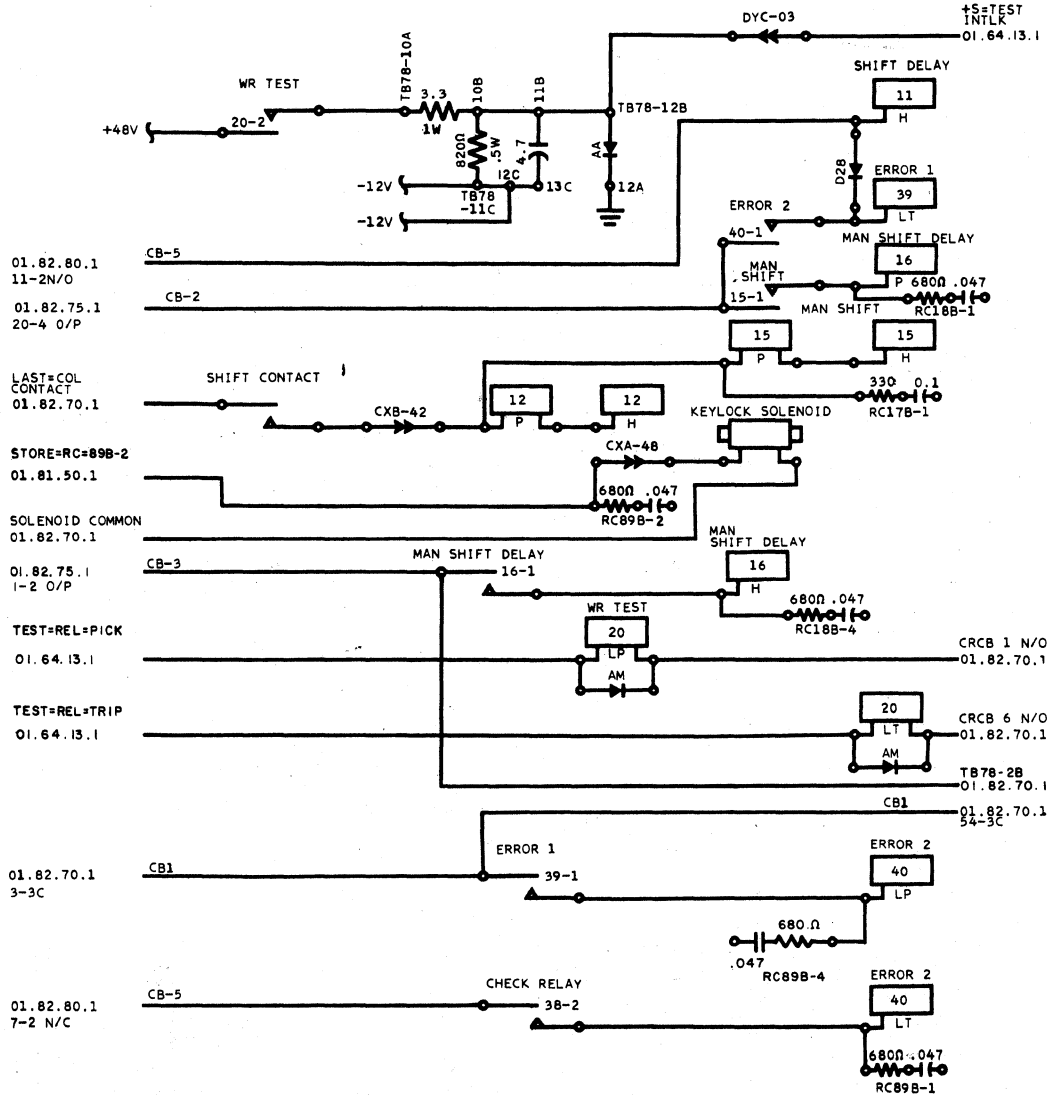 +S=TEST
INTLK
01.64.13.1
DYC-03
SHIFT DELAY
11
H
WR TEST
TB78-10A
3.3
1W
10B
11B
TB78-12B
+48V
20-2
820Ω
.5W
4.7
AA
12C
-12V
TB78
-11C
13C
12A
-12V
D28
ERROR 1
39
LT
ERROR 2
40-1
MAN SHIFT DELAY
16
P
MAN
SHIFT
15-1
680Ω .047
RC18B-1
01.82.80.1
11-2N/O
CB-5
01.82.75.1
20-4 O/P
CB-2
MAN SHIFT
15
P
15
H
330 0.1
RC17B-1
LAST=COL
CONTACT
01.82.70.1
SHIFT CONTACT
CXB-42
12
P
12
H
KEYLOCK SOLENOID
CXA-48
STORE=RC=89B-2
01.81.50.1
680Ω .047
RC89B-2
SOLENOID COMMON
01.82.70.1
01.82.75.1
1-2 O/P
CB-3
MAN SHIFT DELAY
16-1
MAN
SHIFT DELAY
16
H
680Ω .047
RC18B-4
TEST=REL=PICK
01.64.13.1
WR TEST
20
LP
AM
CRCB 1 N/O
01.82.70.1
TEST=REL=TRIP
01.64.13.1
20
LT
AM
CRCB 6 N/O
01.82.70.1
TB78-2B
01.82.70.1
CB1
01.82.70.1
54-3C
01.82.70.1
3-3C
CB1
ERROR 1
39-1
ERROR 2
40
LP
680Ω
.047
RC89B-4
01.82.80.1
7-2 N/C
CB-5
CHECK RELAY
38-2
ERROR 2
40
LT
680Ω .047
RC89B-1